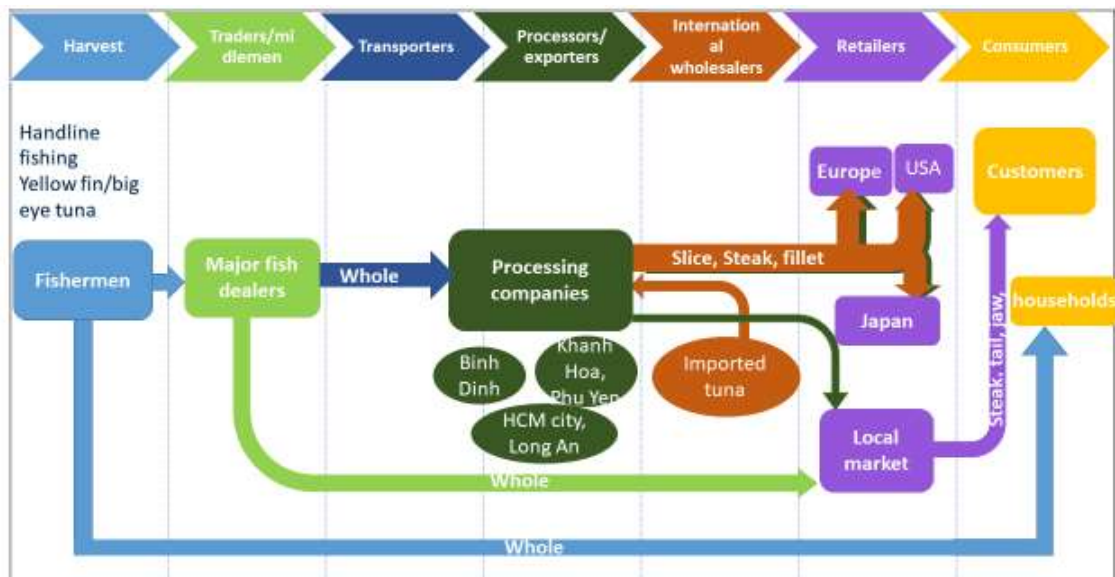 Harvest
Traders/mi
dlemen
Transporters
Processors/
exporters
Internation
al
wholesalers
Retailers
Consumers
Handline
fishing
Yellow fin/big
eye tuna
Fishermen
Major fish
dealers
Whole
Processing
companies
Slice, Steak, fillet
Europe
USA
Customers
Japan
households
Binh
Dinh
Khanh
Hoa,
Phu Yen
HCM city,
Long An
Imported
tuna
Local
market
Steak, tail, jaw,
Whole
Whole